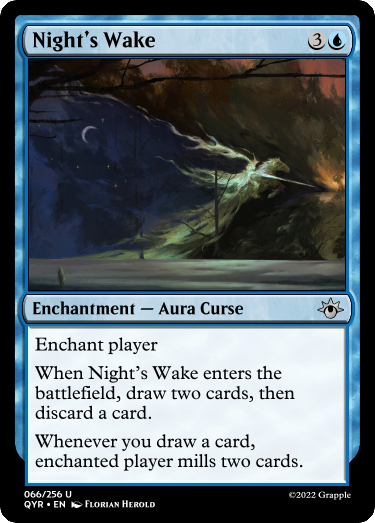 Night's Wake 3
Enchantment — Aura Curse
Enchant player
When Night's Wake enters the
battlefield, draw two cards, then
discard a card.
Whenever you draw a card,
enchanted player mills two cards.
066/256 U
QYR • EN Florian Herold
©2022 Grapple